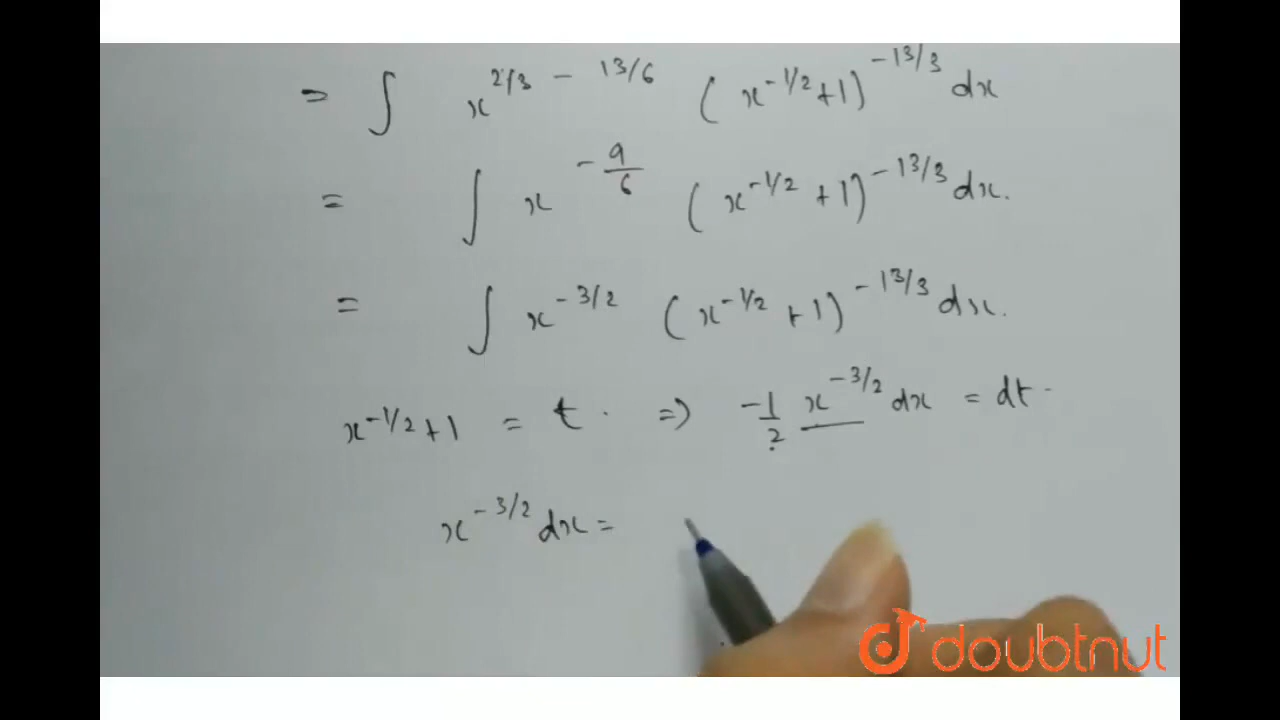 = ∫ x^{2/3 - 13/6} (x^{-1/2}+1)^{-13/3} dx
= ∫ x^{-9/6} (x^{-1/2}+1)^{-13/3} dx.
= ∫ x^{-3/2} (x^{-1/2}+1)^{-13/3} dx.
x^{-1/2}+1 = t. => -1/2 x^{-3/2} dx = dt.
x^{-3/2} dx =
doubtnut